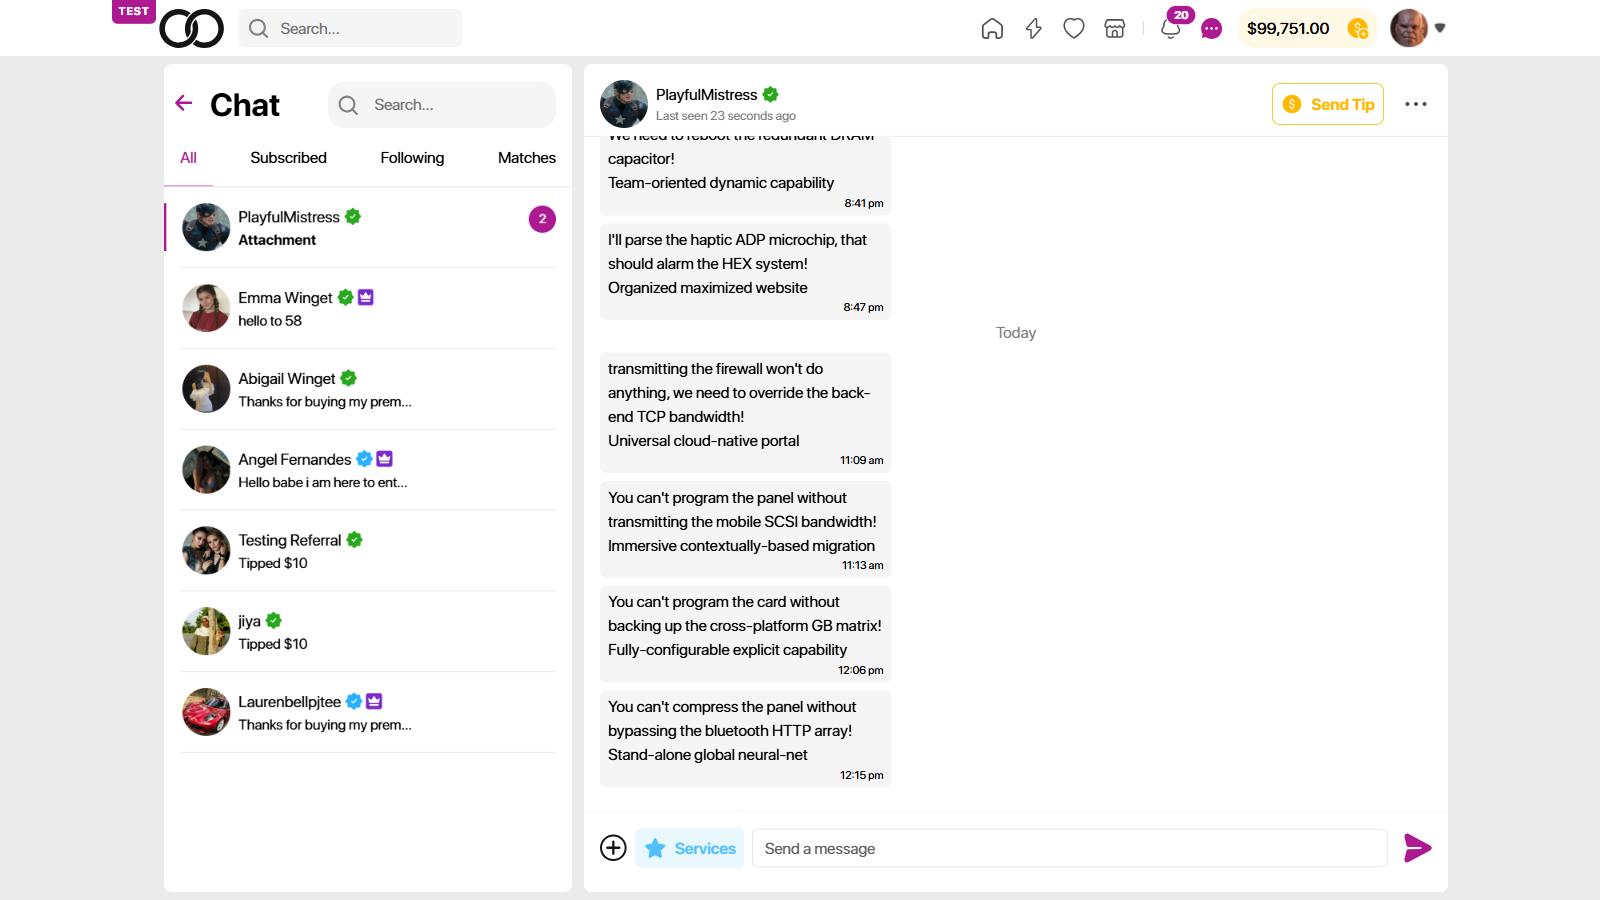 TEST
Search...
20
$99,751.00
Chat
Search...
All
Subscribed
Following
Matches
PlayfulMistress
Attachment
2
Emma Winget
hello to 58
Abigail Winget
Thanks for buying my prem...
Angel Fernandes
Hello babe i am here to ent...
Testing Referral
Tipped $10
jiya
Tipped $10
Laurenbellpjtee
Thanks for buying my prem...
PlayfulMistress
Last seen 23 seconds ago
Send Tip
We need to reboot the redundant DRAM
capacitor!
Team-oriented dynamic capability
8:41 pm
I'll parse the haptic ADP microchip, that
should alarm the HEX system!
Organized maximized website
8:47 pm
Today
transmitting the firewall won't do
anything, we need to override the back-
end TCP bandwidth!
Universal cloud-native portal
11:09 am
You can't program the panel without
transmitting the mobile SCSI bandwidth!
Immersive contextually-based migration
11:13 am
You can't program the card without
backing up the cross-platform GB matrix!
Fully-configurable explicit capability
12:06 pm
You can't compress the panel without
bypassing the bluetooth HTTP array!
Stand-alone global neural-net
12:15 pm
Services
Send a message